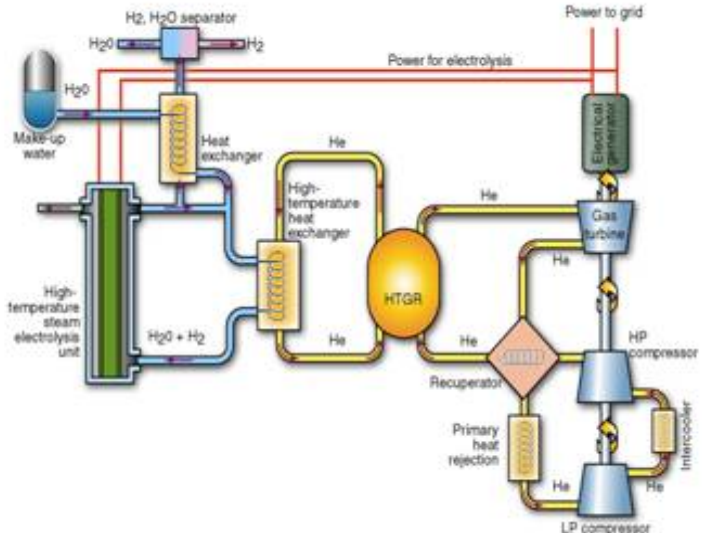 H2, H2O separator
H2O
H2
Power to grid
Power for electrolysis
H2O
Make-up
water
Heat
exchanger
Electrical
generator
He
High-
temperature
heat
exchanger
He
Gas
turbine
He
HTGR
High-
temperature
steam
electrolysis
unit
H2O + H2
He
He
HP
compressor
Recuperator
Primary
heat
rejection
Intercooler
He
He
LP compressor